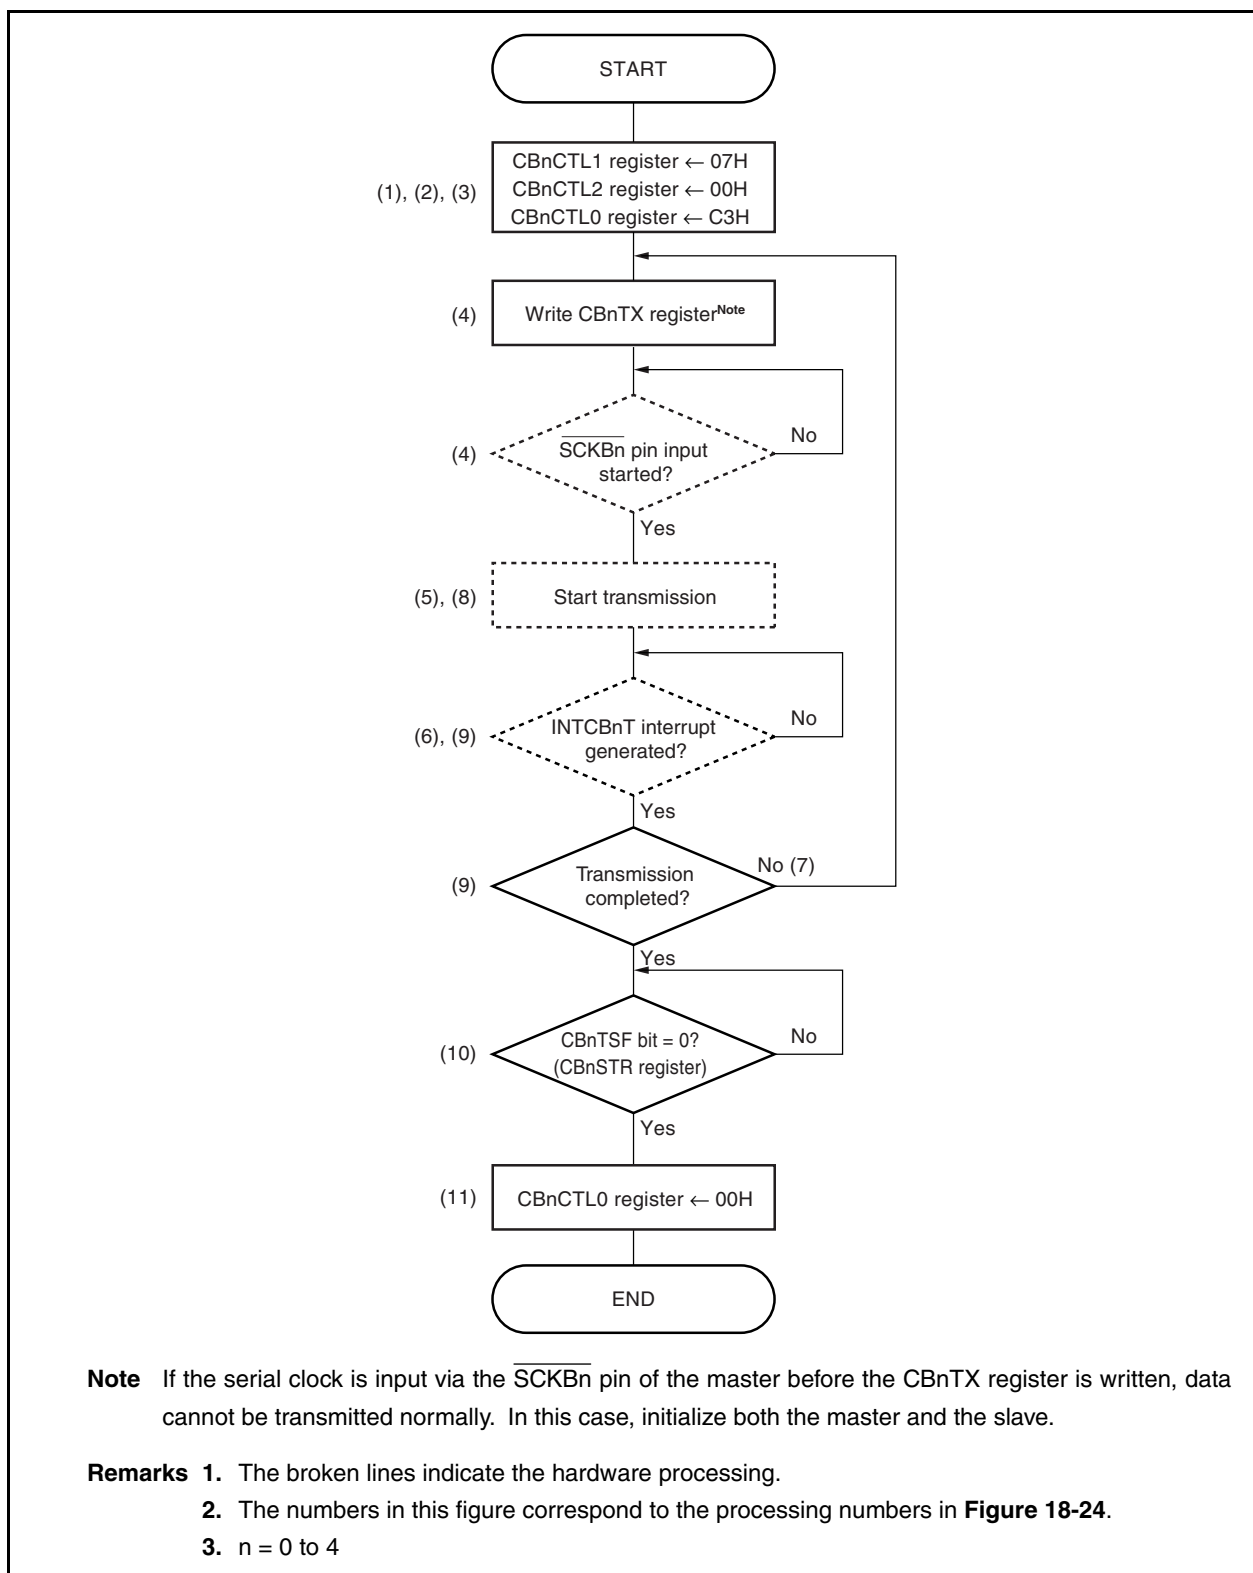 START
CBnCTL1 register ← 07H
CBnCTL2 register ← 00H
CBnCTL0 register ← C3H
(1), (2), (3)
(4)
Write CBnTX register^Note
(4)
SCKBn pin input
started?
No
Yes
(5), (8)
Start transmission
(6), (9)
INTCBnT interrupt
generated?
No
Yes
(9)
Transmission
completed?
No (7)
Yes
(10)
CBnTSF bit = 0?
(CBnSTR register)
No
Yes
(11)
CBnCTL0 register ← 00H
END
Note If the serial clock is input via the SCKBn pin of the master before the CBnTX register is written, data
cannot be transmitted normally. In this case, initialize both the master and the slave.
Remarks 1. The broken lines indicate the hardware processing.
2. The numbers in this figure correspond to the processing numbers in Figure 18-24.
3. n = 0 to 4